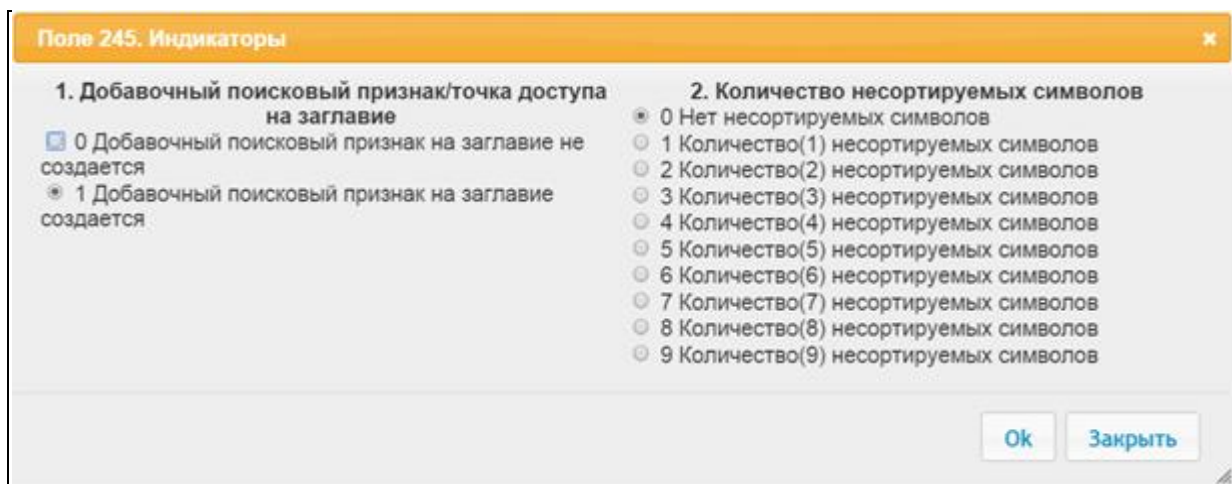 Поле 245. Индикаторы
1. Добавочный поисковый признак/точка доступа
на заглавие
0 Добавочный поисковый признак на заглавие не
создается
1 Добавочный поисковый признак на заглавие
создается
2. Количество несортируемых символов
0 Нет несортируемых символов
1 Количество(1) несортируемых символов
2 Количество(2) несортируемых символов
3 Количество(3) несортируемых символов
4 Количество(4) несортируемых символов
5 Количество(5) несортируемых символов
6 Количество(6) несортируемых символов
7 Количество(7) несортируемых символов
8 Количество(8) несортируемых символов
9 Количество(9) несортируемых символов
Ok
Закрыть